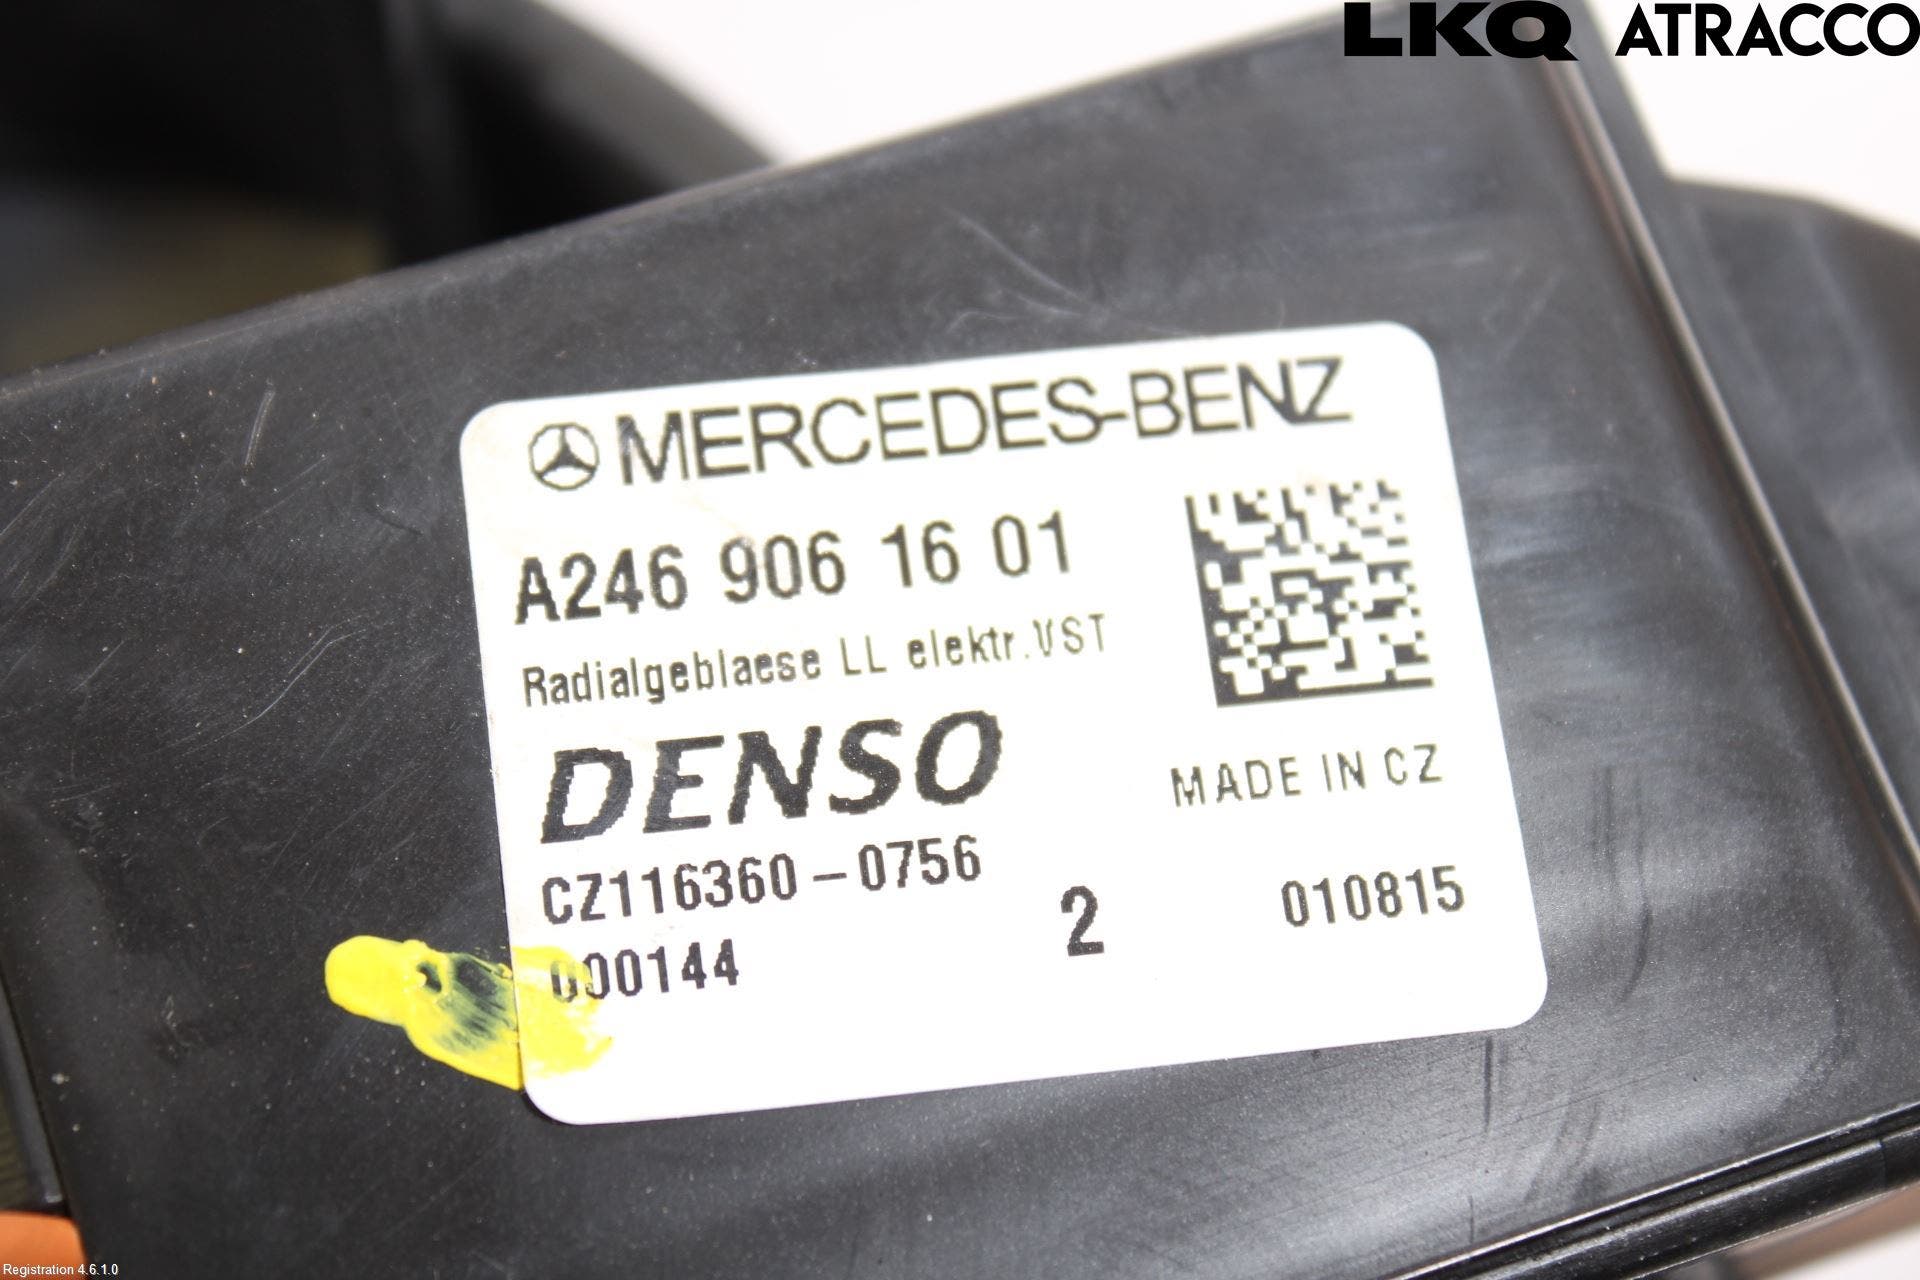 LKQ ATRACCO
MERCEDES-BENZ
A246 906 16 01
Radialgeblaese LL elektr.VST
DENSO
MADE IN CZ
CZ116360-0756
2
010815
000144
Registration 4.6.1.0